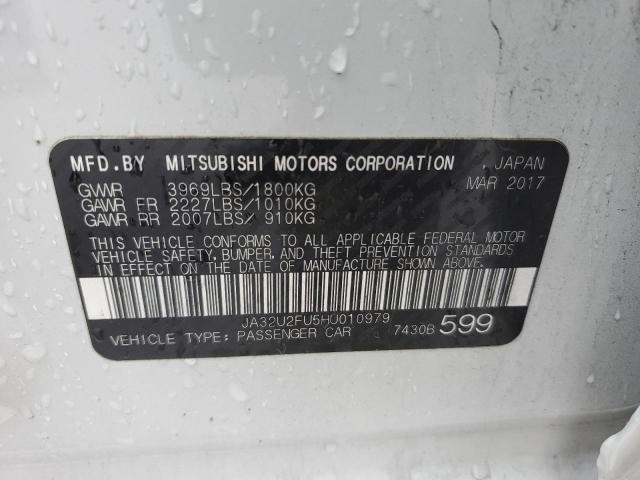 MFD.BY MITSUBISHI MOTORS CORPORATION , JAPAN
GVWR 3969LBS/1800KG MAR 2017
GAWR FR 2227LBS/1010KG
GAWR RR 2007LBS/ 910KG
THIS VEHICLE CONFORMS TO ALL APPLICABLE FEDERAL MOTOR
VEHICLE SAFETY, BUMPER, AND THEFT PREVENTION STANDARDS
IN EFFECT ON THE DATE OF MANUFACTURE SHOWN ABOVE.
JA32U2FU5HU010979
VEHICLE TYPE: PASSENGER CAR 7430B 599